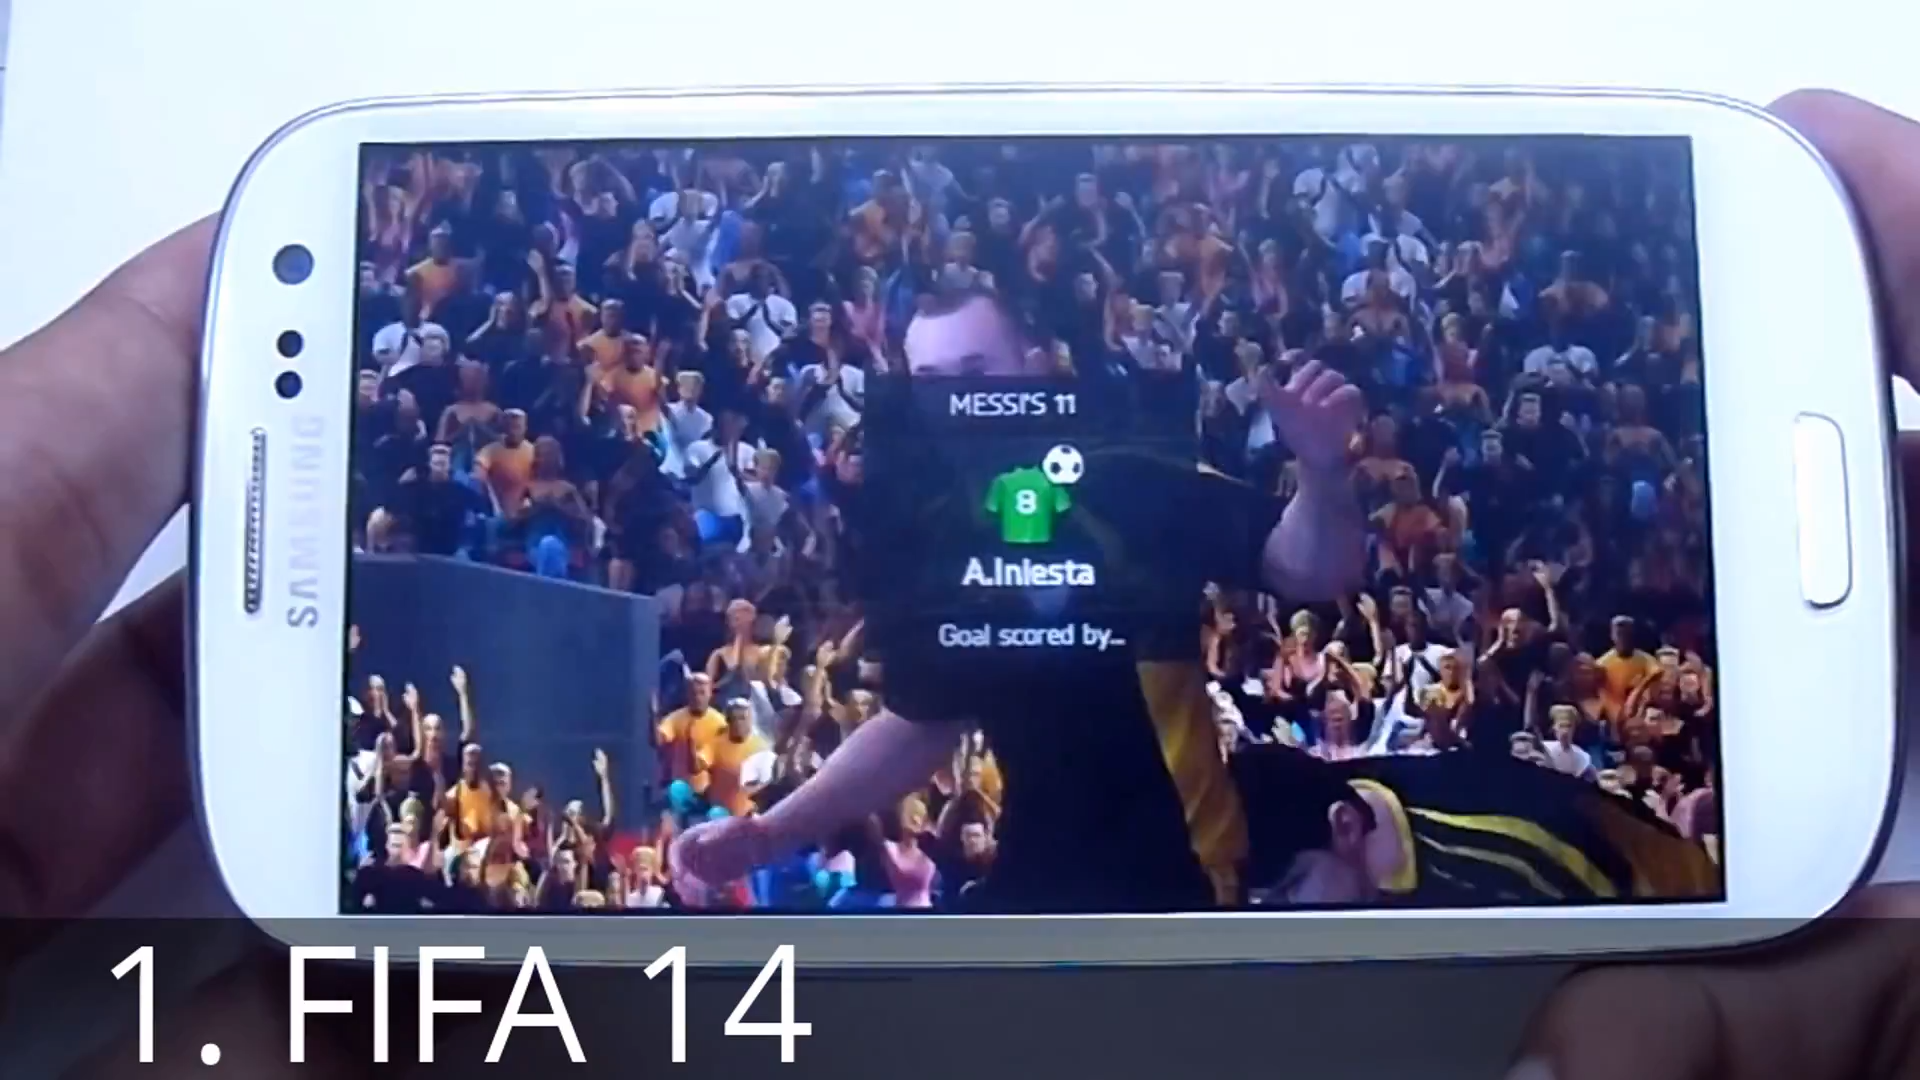 SAMSUNG
MESSI'S 11
8
A.Iniesta
Goal scored by...
1. FIFA 14